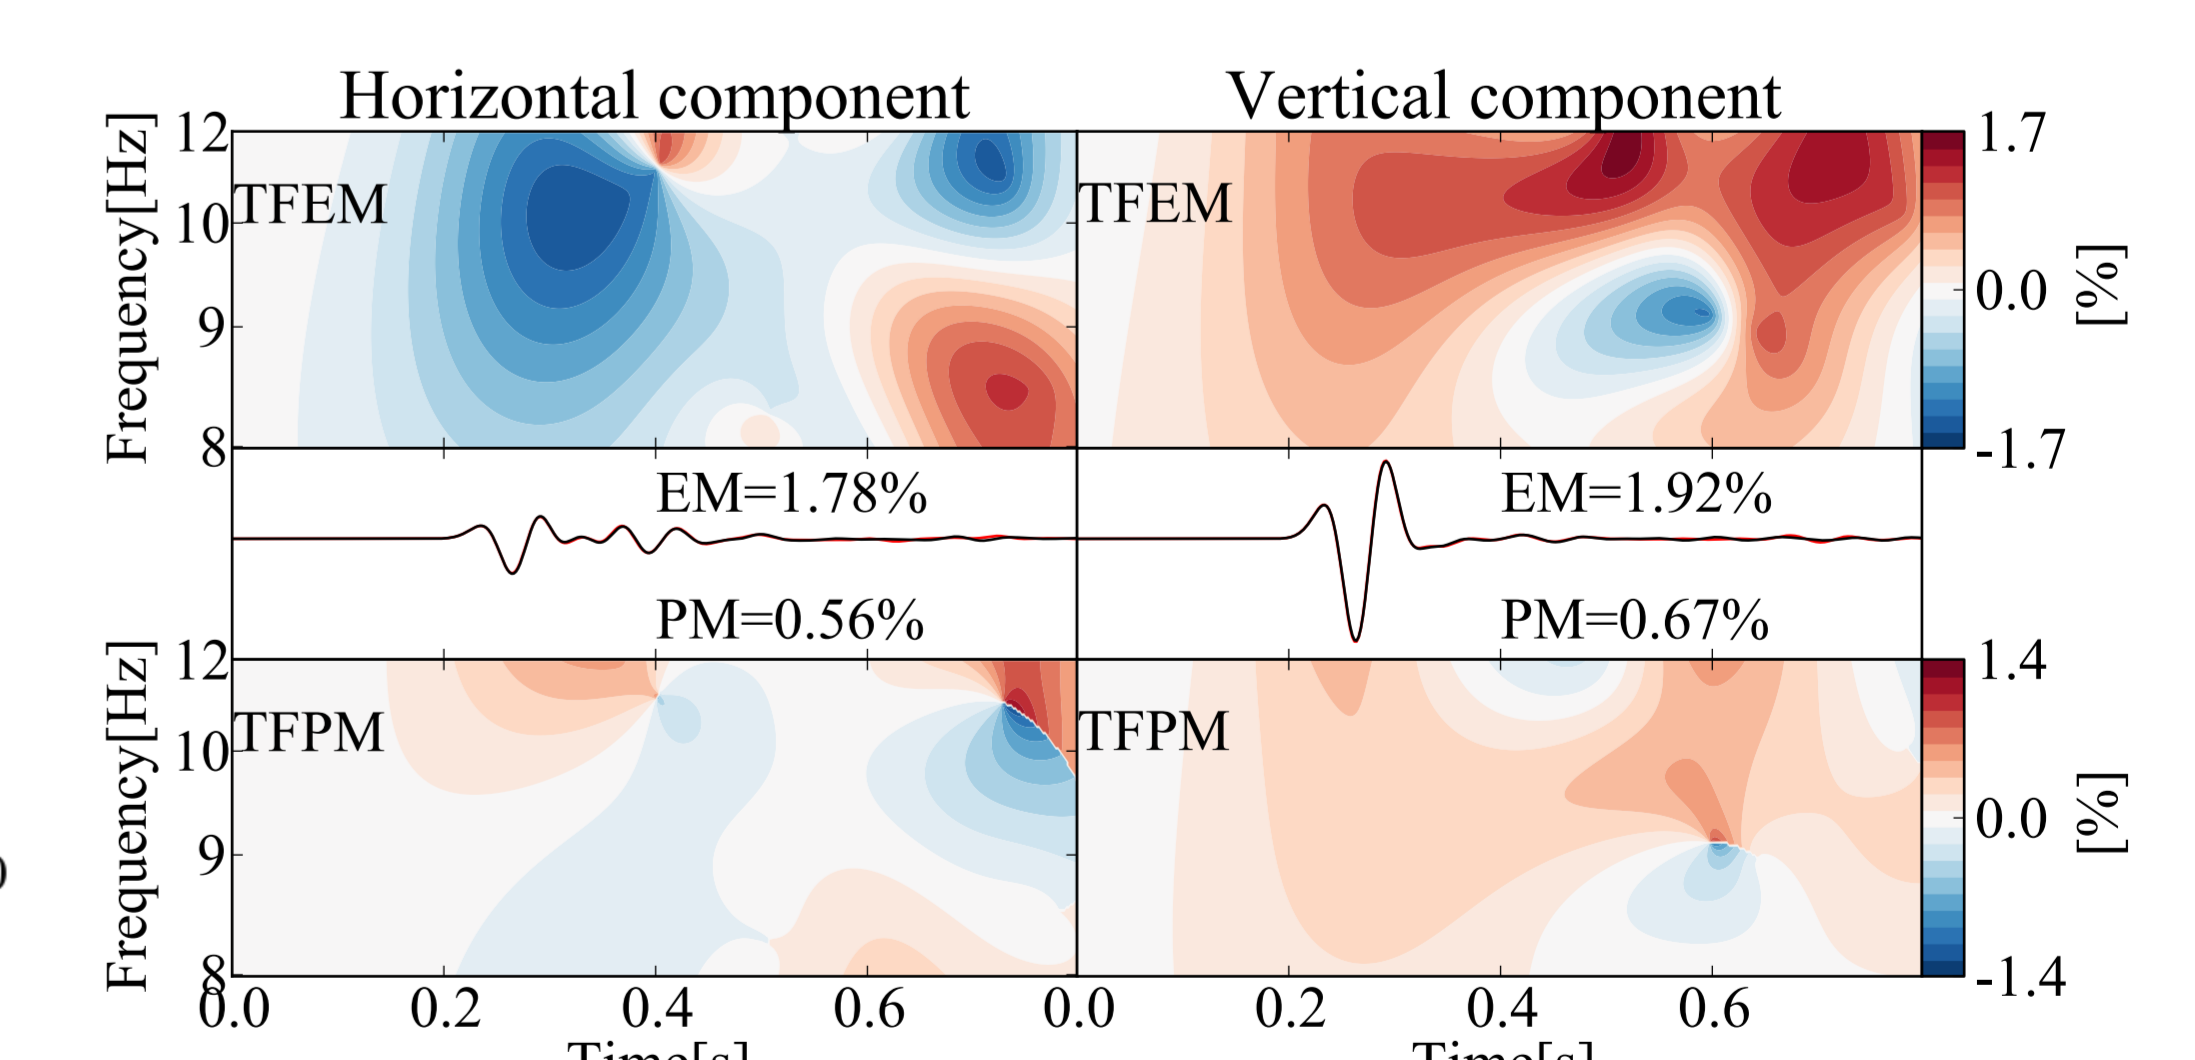 Horizontal component
Vertical component
Frequency[Hz]
12
10
9
8
TFEM
TFEM
1.7
0.0
-1.7
[%]
EM=1.78%
EM=1.92%
PM=0.56%
PM=0.67%
Frequency[Hz]
12
10
9
8
TFPM
TFPM
1.4
0.0
-1.4
[%]
0.0 0.2 0.4 0.6 0.0 0.2 0.4 0.6
Time[s]
Time[s]